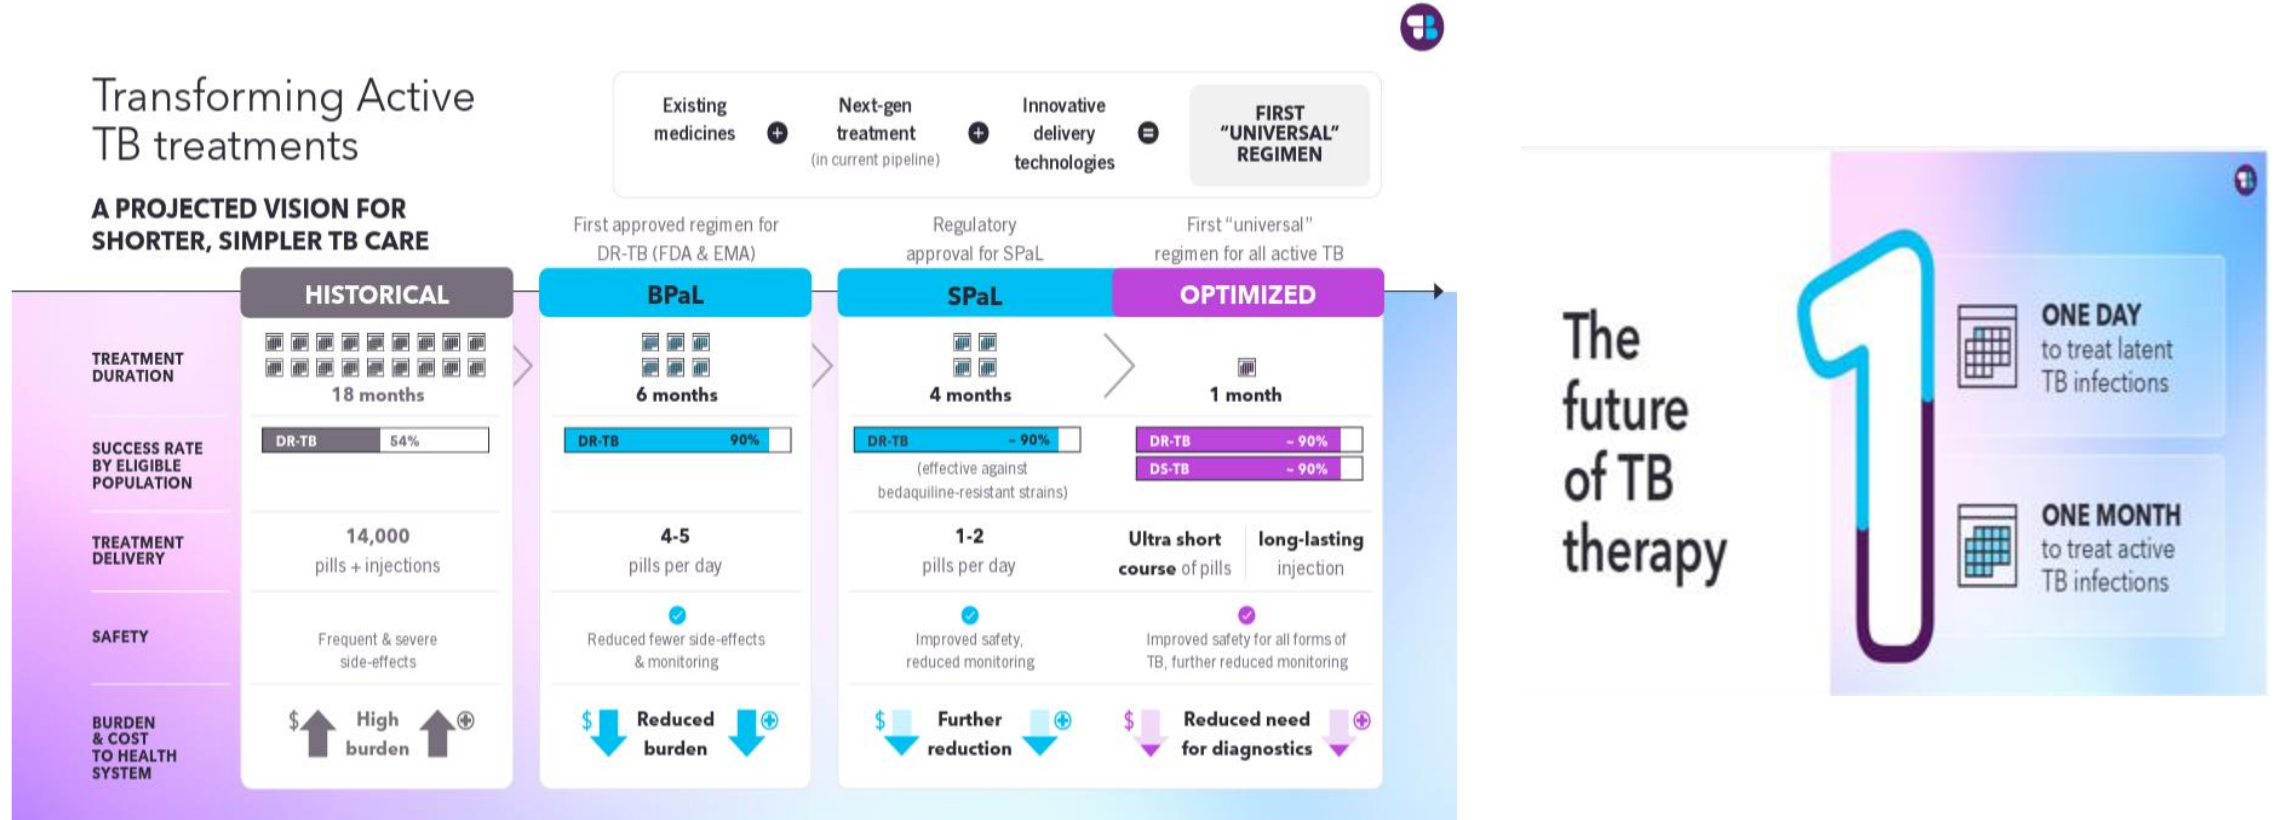 Transforming Active
TB treatments
A PROJECTED VISION FOR
SHORTER, SIMPLER TB CARE
Existing
medicines
Next-gen
treatment
(in current pipeline)
Innovative
delivery
technologies
FIRST
“UNIVERSAL”
REGIMEN
First approved regimen for
DR-TB (FDA & EMA)
Regulatory
approval for SPaL
First “universal”
regimen for all active TB
HISTORICAL
BPaL
SPaL
OPTIMIZED
TREATMENT
DURATION
18 months
6 months
4 months
1 month
SUCCESS RATE
BY ELIGIBLE
POPULATION
DR-TB 54%
DR-TB 90%
DR-TB ~ 90%
(effective against
bedaquiline-resistant strains)
DR-TB ~ 90%
DS-TB ~ 90%
TREATMENT
DELIVERY
14,000
pills + injections
4-5
pills per day
1-2
pills per day
Ultra short
course of pills
long-lasting
injection
SAFETY
Frequent & severe
side-effects
Reduced fewer side-effects
& monitoring
Improved safety,
reduced monitoring
Improved safety for all forms of
TB, further reduced monitoring
BURDEN
& COST
TO HEALTH
SYSTEM
$ High
burden
$ Reduced
burden
$ Further
reduction
$ Reduced need
for diagnostics
TB
The
future
of TB
therapy
1
ONE DAY
to treat latent
TB infections
ONE MONTH
to treat active
TB infections
TB